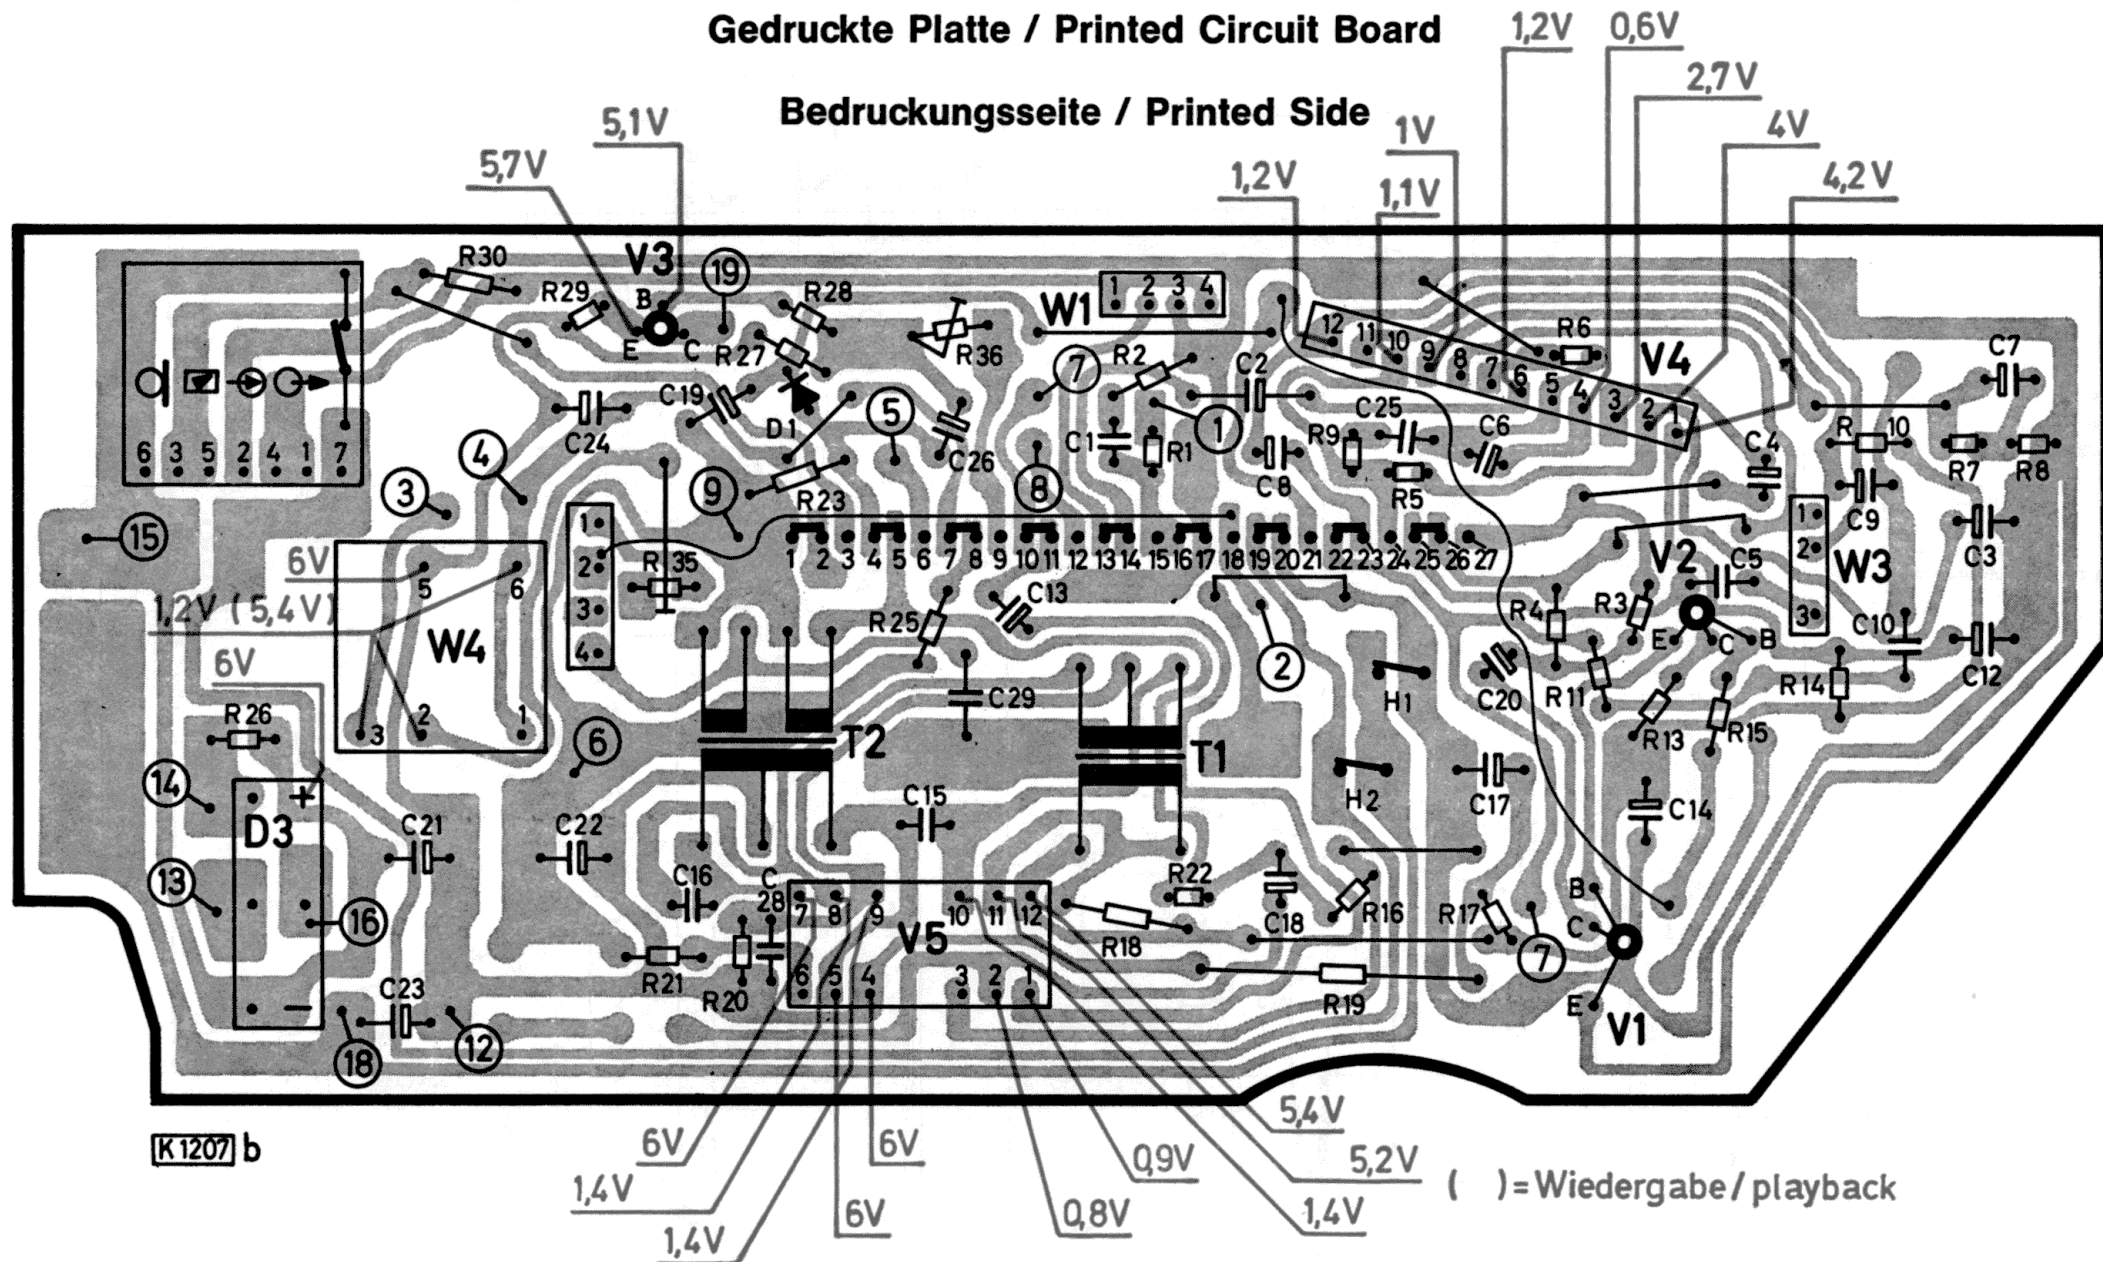 Gedruckte Platte / Printed Circuit Board
Bedruckungsseite / Printed Side
1,2V
0,6V
2,7V
5,1V
1V
4V
5,7V
1,2V
1,1V
4,2V
R30
V3
19
R29
B
R28
E
C
R27
R36
W1
1 2 3 4
12 11 10 9 8 7 6 5 4 3 2 1
R6
V4
C7
R2
C2
7
C19
D1
5
C24
C26
C1
R1
1
R9
C25
C6
C4
R 10
R7
R8
6 3 5 2 4 1 7
4
3
9
R23
8
C8
R5
C9
C3
15
1
2
3
4
R 35
1 2 3 4 5 6 7 8 9 10 11 12 13 14 15 16 17 18 19 20 21 22 23 24 25 26 27
V2
C5
1
2
3
W3
6V
5
6
1,2V (5,4V)
W4
6V
3
2
1
R25
C13
R4
R3
E
C
B
C10
C12
2
H1
C20
R11
R14
C29
R13
R15
R26
6
T2
T1
14
D3
+
H2
C17
C14
C15
C21
C22
13
16
C16
C 28
7 8 9 10 11 12
V5
6 5 4 3 2 1
R22
C18
R16
R17
B
C
7
E
V1
R18
R21
R20
R19
C23
−
18
12
K1207 b
6V
6V
5,4V
0,9V
5,2V
1,4V
6V
0,8V
1,4V
1,4V
( )=Wiedergabe/playback